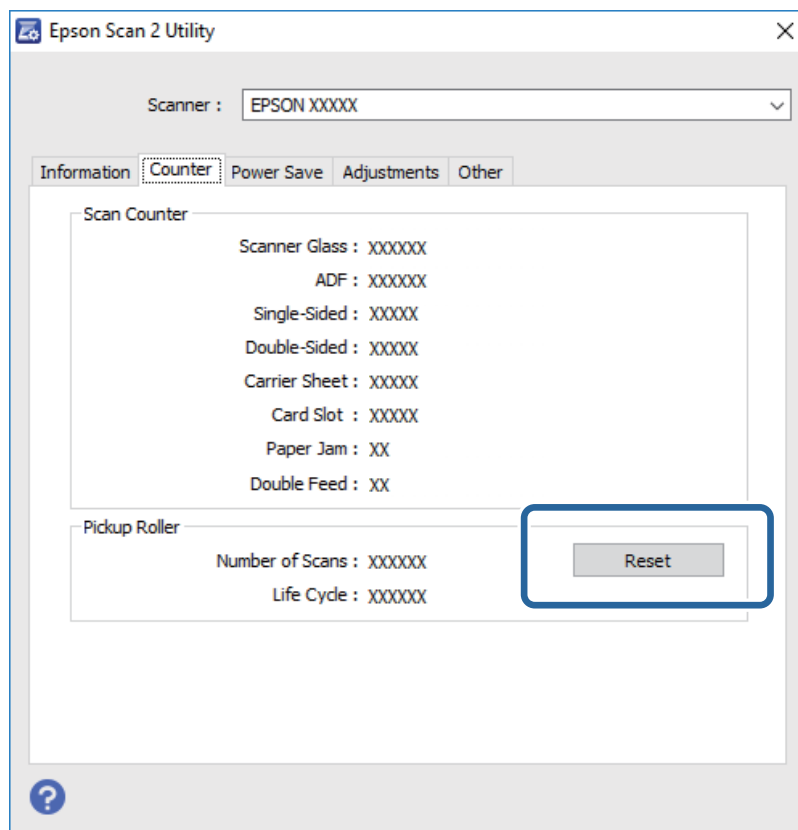 Epson Scan 2 Utility
Scanner : EPSON XXXXX
Information Counter Power Save Adjustments Other
Scan Counter
Scanner Glass : XXXXXX
ADF : XXXXXX
Single-Sided : XXXXX
Double-Sided : XXXXX
Carrier Sheet : XXXXX
Card Slot : XXXXX
Paper Jam : XX
Double Feed : XX
Pickup Roller
Number of Scans : XXXXXX Reset
Life Cycle : XXXXXX
?